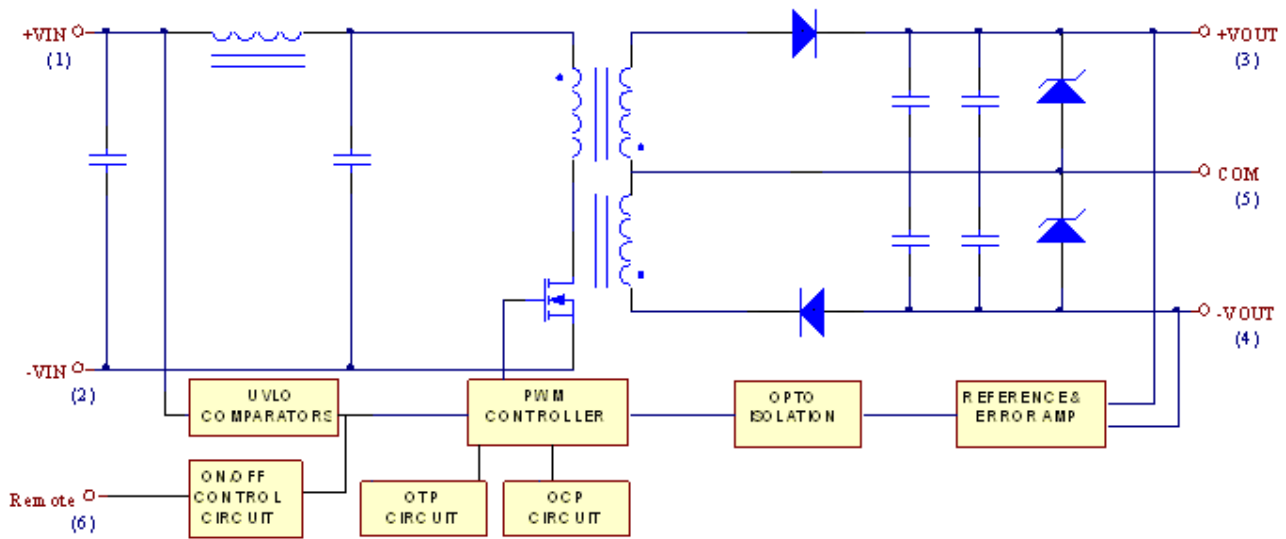 +VIN
(1)
+VOUT
(3)
COM
(5)
-VOUT
(4)
-VIN
(2)
UVLO
COMPARATORS
PWM
CONTROLLER
OPTO
ISOLATION
REFERENCE&
ERROR AMP
Remote
(6)
ON/OFF
CONTROL
CIRCUIT
OTP
CIRCUIT
OCP
CIRCUIT